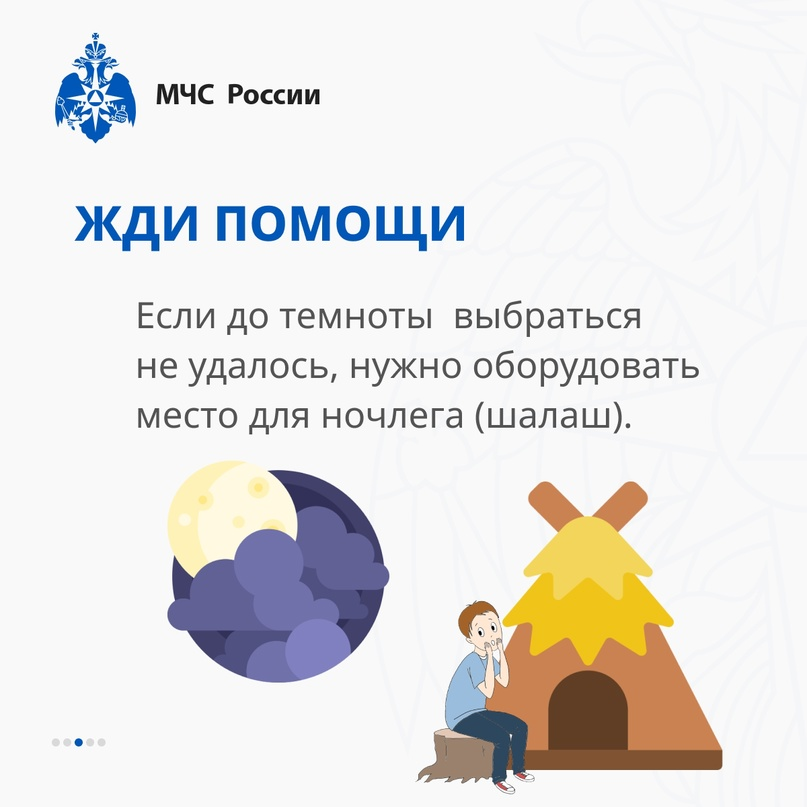 МЧС России
ЖДИ ПОМОЩИ
Если до темноты выбраться
не удалось, нужно оборудовать
место для ночлега (шалаш).